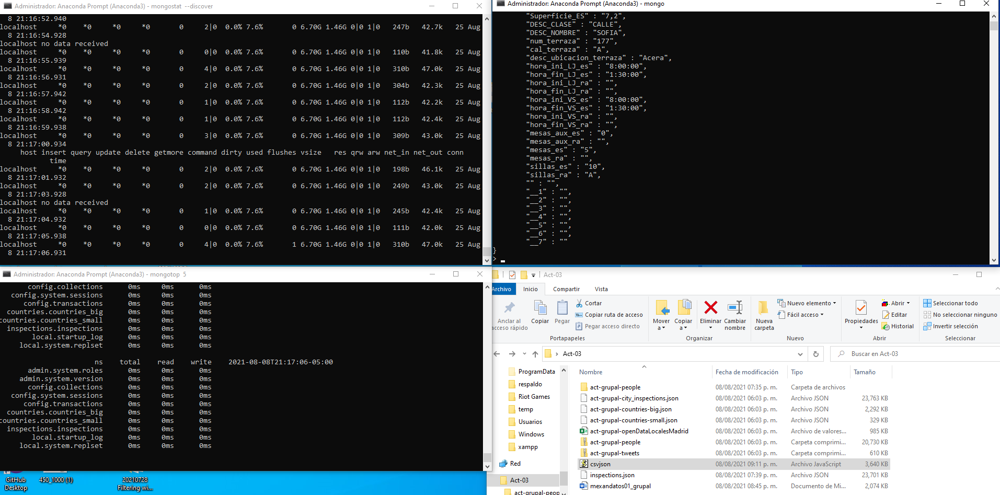 Administrador: Anaconda Prompt (Anaconda3) - mongostat  --discover
  8 21:16:52.940
localhost    *0    *0     *0     *0       0     2|0  0.0% 7.6%       0 6.70G 1.46G 0|0 1|0   247b   42.7k   25 Aug
  8 21:16:54.928
localhost no data received
localhost    *0    *0     *0     *0       0     0|0  0.0% 7.6%       0 6.70G 1.46G 0|0 1|0   110b   41.8k   25 Aug
  8 21:16:55.939
localhost    *0    *0     *0     *0       0     4|0  0.0% 7.6%       0 6.70G 1.46G 0|0 1|0   310b   47.0k   25 Aug
  8 21:16:56.931
localhost    *0    *0     *0     *0       0     2|0  0.0% 7.6%       0 6.70G 1.46G 0|0 1|0   304b   42.3k   25 Aug
  8 21:16:57.942
localhost    *0    *0     *0     *0       0     1|0  0.0% 7.6%       0 6.70G 1.46G 0|0 1|0   112b   42.2k   25 Aug
  8 21:16:58.942
localhost    *0    *0     *0     *0       0     1|0  0.0% 7.6%       0 6.70G 1.46G 0|0 1|0   112b   42.4k   25 Aug
  8 21:16:59.938
localhost    *0    *0     *0     *0       0     3|0  0.0% 7.6%       0 6.70G 1.46G 0|0 1|0   309b   43.0k   25 Aug
  8 21:17:00.934
     host insert query update delete getmore command dirty used flushes vsize   res qrw arw net_in net_out conn
            time
localhost    *0    *0     *0     *0       0     2|0  0.0% 7.6%       0 6.70G 1.46G 0|0 1|0   198b   46.1k   25 Aug
  8 21:17:01.932
localhost    *0    *0     *0     *0       0     2|0  0.0% 7.6%       0 6.70G 1.46G 0|0 1|0   249b   43.0k   25 Aug
  8 21:17:03.928
localhost no data received
localhost    *0    *0     *0     *0       0     1|0  0.0% 7.6%       0 6.70G 1.46G 0|0 1|0   245b   42.4k   25 Aug
  8 21:17:04.932
localhost    *0    *0     *0     *0       0     0|0  0.0% 7.6%       0 6.70G 1.46G 0|0 1|0   111b   42.0k   25 Aug
  8 21:17:05.938
localhost    *0    *0     *0     *0       0     4|0  0.0% 7.6%       1 6.70G 1.46G 0|0 1|0   310b   47.0k   25 Aug
  8 21:17:06.931
Administrador: Anaconda Prompt (Anaconda3) - mongo
"Superficie_ES" : "7,2",
"DESC_CLASE" : "CALLE",
"DESC_NOMBRE" : "SOFIA",
"num_terraza" : "177",
"cal_terraza" : "A",
"desc_ubicacion_terraza" : "Acera",
"hora_ini_LJ_es" : "8:00:00",
"hora_fin_LJ_es" : "1:30:00",
"hora_ini_LJ_ra" : "",
"hora_fin_LJ_ra" : "",
"hora_ini_VS_es" : "8:00:00",
"hora_fin_VS_es" : "1:30:00",
"hora_ini_VS_ra" : "",
"hora_fin_VS_ra" : "",
"mesas_aux_es" : "0",
"mesas_aux_ra" : "",
"mesas_es" : "5",
"mesas_ra" : "",
"sillas_es" : "10",
"sillas_ra" : "A",
"" : "",
"__1" : "",
"__2" : "",
"__3" : "",
"__4" : "",
"__5" : "",
"__6" : "",
"__7" : ""
}
>
Administrador: Anaconda Prompt (Anaconda3) - mongotop  5
config.collections      0ms     0ms      0ms
config.system.sessions      0ms     0ms      0ms
config.transactions      0ms     0ms      0ms
countries.countries_big      0ms     0ms      0ms
countries.countries_small      0ms     0ms      0ms
inspections.inspections      0ms     0ms      0ms
local.startup_log      0ms     0ms      0ms
local.system.replset      0ms     0ms      0ms
ns    total    read    write    2021-08-08T21:17:06-05:00
admin.system.roles      0ms     0ms      0ms
admin.system.version      0ms     0ms      0ms
config.collections      0ms     0ms      0ms
config.system.sessions      0ms     0ms      0ms
config.transactions      0ms     0ms      0ms
countries.countries_big      0ms     0ms      0ms
countries.countries_small      0ms     0ms      0ms
inspections.inspections      0ms     0ms      0ms
local.startup_log      0ms     0ms      0ms
local.system.replset      0ms     0ms      0ms
GitHub Desktop
450_1000 (1)
20210728 Filtering wi...
Act-03
Archivo Inicio Compartir Vista
Anclar al acceso rápido
Copiar
Pegar
Cortar
Copiar ruta de acceso
Pegar acceso directo
Portapapeles
Mover a
Copiar a
Eliminar
Cambiar nombre
Organizar
Nueva carpeta
Nuevo elemento
Fácil acceso
Nuevo
Propiedades
Abrir
Editar
Historial
Abrir
Seleccionar todo
No seleccionar ninguno
Invertir selección
Seleccionar
Act-03
Buscar en Act-03
ProgramData
respaldo
Riot Games
temp
Usuarios
Windows
xampp
Red
Act-03
act-grupal-peop
Nombre Fecha de modificación Tipo Tamaño
act-grupal-people 08/08/2021 07:35 p. m. Carpeta de archivos
act-grupal-city_inspections.json 08/08/2021 06:03 p. m. Archivo JSON 23,763 KB
act-grupal-countries-big.json 08/08/2021 06:03 p. m. Archivo JSON 2,292 KB
act-grupal-countries-small.json 08/08/2021 06:03 p. m. Archivo JSON 329 KB
act-grupal-openDataLocalesMadrid 08/08/2021 06:03 p. m. Archivo de valores... 985 KB
act-grupal-people 08/08/2021 06:03 p. m. Carpeta comprimi... 20,730 KB
act-grupal-tweets 08/08/2021 06:03 p. m. Carpeta comprimi... 610 KB
csvjson 08/08/2021 09:11 p. m. Archivo JavaScript 3,640 KB
inspections.json 08/08/2021 07:39 p. m. Archivo JSON 23,701 KB
mexandatos01_grupal 08/08/2021 08:45 p. m. Documento de Mi... 2,074 KB